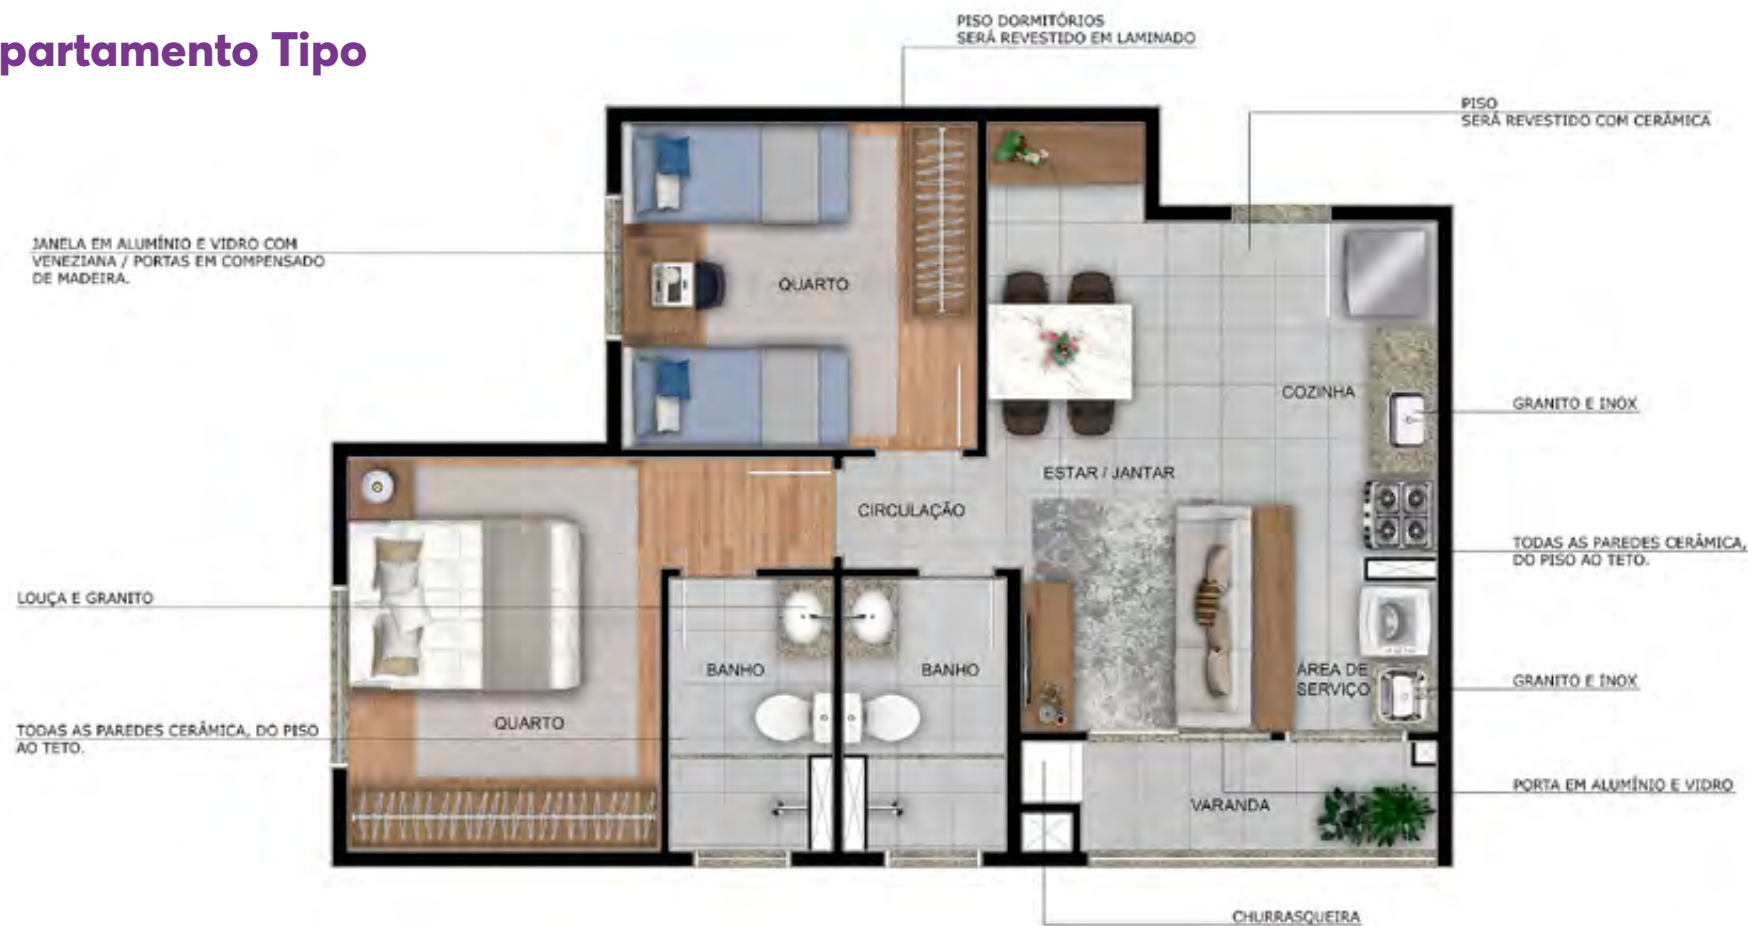 partamento Tipo
PISO DORMITÓRIOS
SERÁ REVESTIDO EM LAMINADO
PISO
SERÁ REVESTIDO COM CERÂMICA
JANELA EM ALUMÍNIO E VIDRO COM
VENEZIANA / PORTAS EM COMPENSADO
DE MADEIRA.
QUARTO
COZINHA
GRANITO E INOX
ESTAR / JANTAR
CIRCULAÇÃO
TODAS AS PAREDES CERÂMICA,
DO PISO AO TETO.
LOUÇA E GRANITO
BANHO
BANHO
ÁREA DE
SERVIÇO
GRANITO E INOX
QUARTO
TODAS AS PAREDES CERÂMICA, DO PISO
AO TETO.
PORTA EM ALUMÍNIO E VIDRO
VARANDA
CHURRASQUEIRA